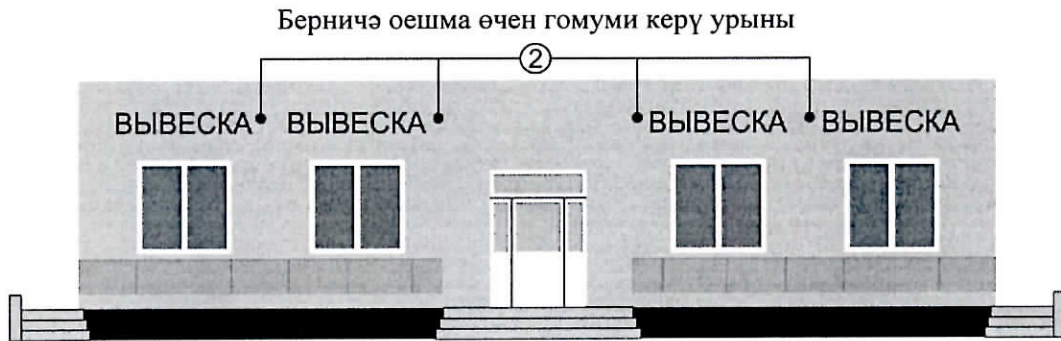 Берничә оешма өчен гомуми керү урыны
2
ВЫВЕСКА ВЫВЕСКА ВЫВЕСКА ВЫВЕСКА